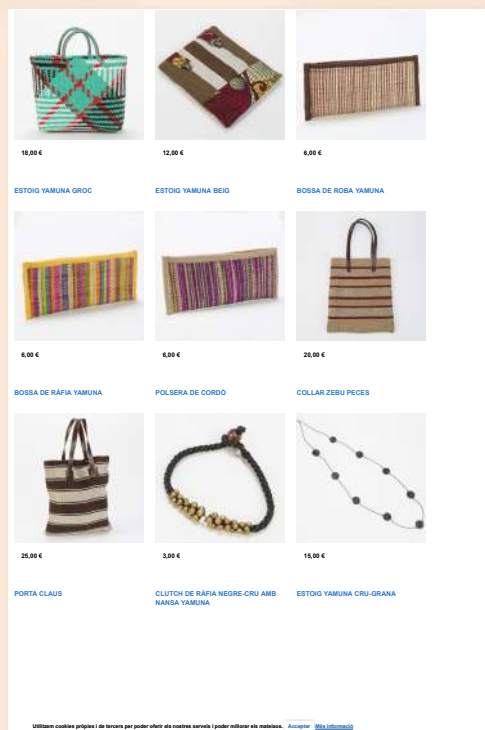 18,00 €
12,00 €
6,00 €
ESTOIG YAMUNA GROC
ESTOIG YAMUNA BEIG
BOSSA DE ROBA YAMUNA
6,00 €
6,00 €
20,00 €
BOSSA DE RÀFIA YAMUNA
POLSERA DE CORDÓ
COLLAR ZEBU PECES
25,00 €
3,00 €
15,00 €
PORTA CLAUS
CLUTCH DE RÀFIA NEGRE-CRU AMB
NANSA YAMUNA
ESTOIG YAMUNA CRU-GRANA
Utilitzem cookies pròpies i de tercers per poder oferir els nostres serveis i poder millorar els mateixos. Acceptar Més informació